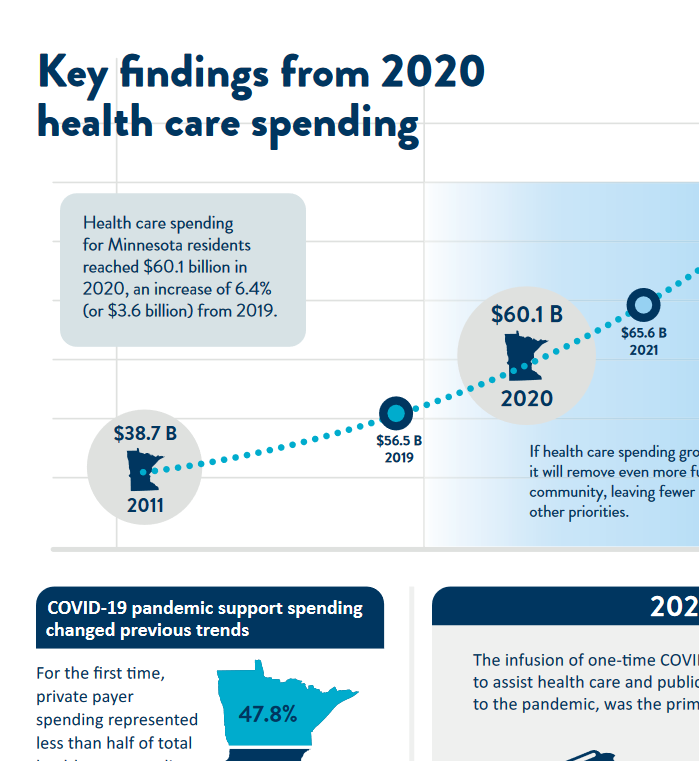 Key findings from 2020
health care spending
Health care spending
for Minnesota residents
reached $60.1 billion in
2020, an increase of 6.4%
(or $3.6 billion) from 2019.
$38.7 B
2011
$56.5 B
2019
$60.1 B
2020
$65.6 B
2021
If health care spending
it will remove even more
community, leaving fewer
other priorities.
COVID-19 pandemic support spending
changed previous trends
For the first time,
private payer
spending represented
less than half of total
47.8%
202
The infusion of one-time
to assist health care and
to the pandemic, was the